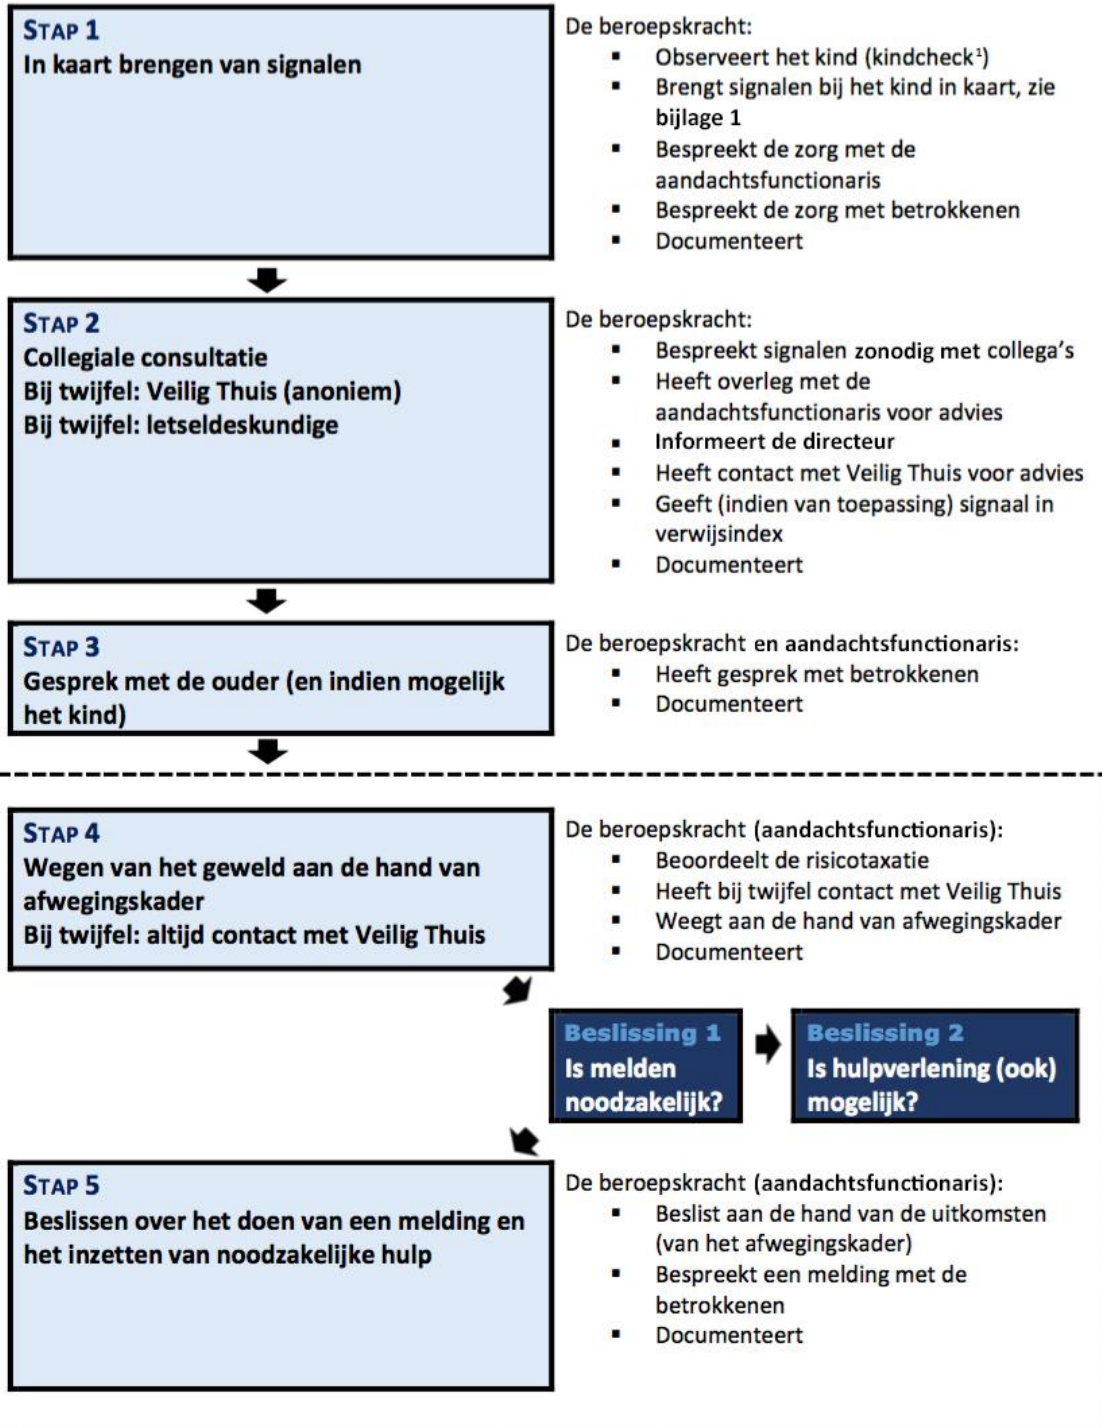 STAP 1
In kaart brengen van signalen
De beroepskracht:
▪ Observeert het kind (kindcheck¹)
▪ Brengt signalen bij het kind in kaart, zie
bijlage 1
▪ Bespreekt de zorg met de
aandachtsfunctionaris
▪ Bespreekt de zorg met betrokkenen
▪ Documenteert
STAP 2
Collegiale consultatie
Bij twijfel: Veilig Thuis (anoniem)
Bij twijfel: letseldeskundige
De beroepskracht:
▪ Bespreekt signalen zonodig met collega's
▪ Heeft overleg met de
aandachtsfunctionaris voor advies
▪ Informeert de directeur
▪ Heeft contact met Veilig Thuis voor advies
▪ Geeft (indien van toepassing) signaal in
verwijsindex
▪ Documenteert
STAP 3
Gesprek met de ouder (en indien mogelijk
het kind)
De beroepskracht en aandachtsfunctionaris:
▪ Heeft gesprek met betrokkenen
▪ Documenteert
STAP 4
Wegen van het geweld aan de hand van
afwegingskader
Bij twijfel: altijd contact met Veilig Thuis
De beroepskracht (aandachtsfunctionaris):
▪ Beoordeelt de risicotaxatie
▪ Heeft bij twijfel contact met Veilig Thuis
▪ Weegt aan de hand van afwegingskader
▪ Documenteert
Beslissing 1
Is melden
noodzakelijk?
Beslissing 2
Is hulpverlening (ook)
mogelijk?
STAP 5
Beslissen over het doen van een melding en
het inzetten van noodzakelijke hulp
De beroepskracht (aandachtsfunctionaris):
▪ Beslist aan de hand van de uitkomsten
(van het afwegingskader)
▪ Bespreekt een melding met de
betrokkenen
▪ Documenteert